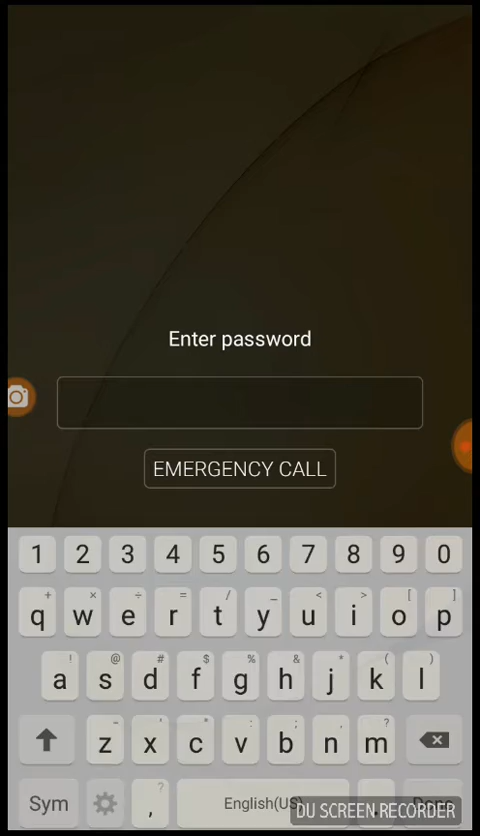 Enter password
EMERGENCY CALL
1 2 3 4 5 6 7 8 9 0
+ × ÷ = / _ < > [ ]
q w e r t y u i o p
! @ # $ % & * ( )
a s d f g h j k l
- ' " : ; , ?
z x c v b n m
Sym , ? English(US) .
DU SCREEN RECORDER